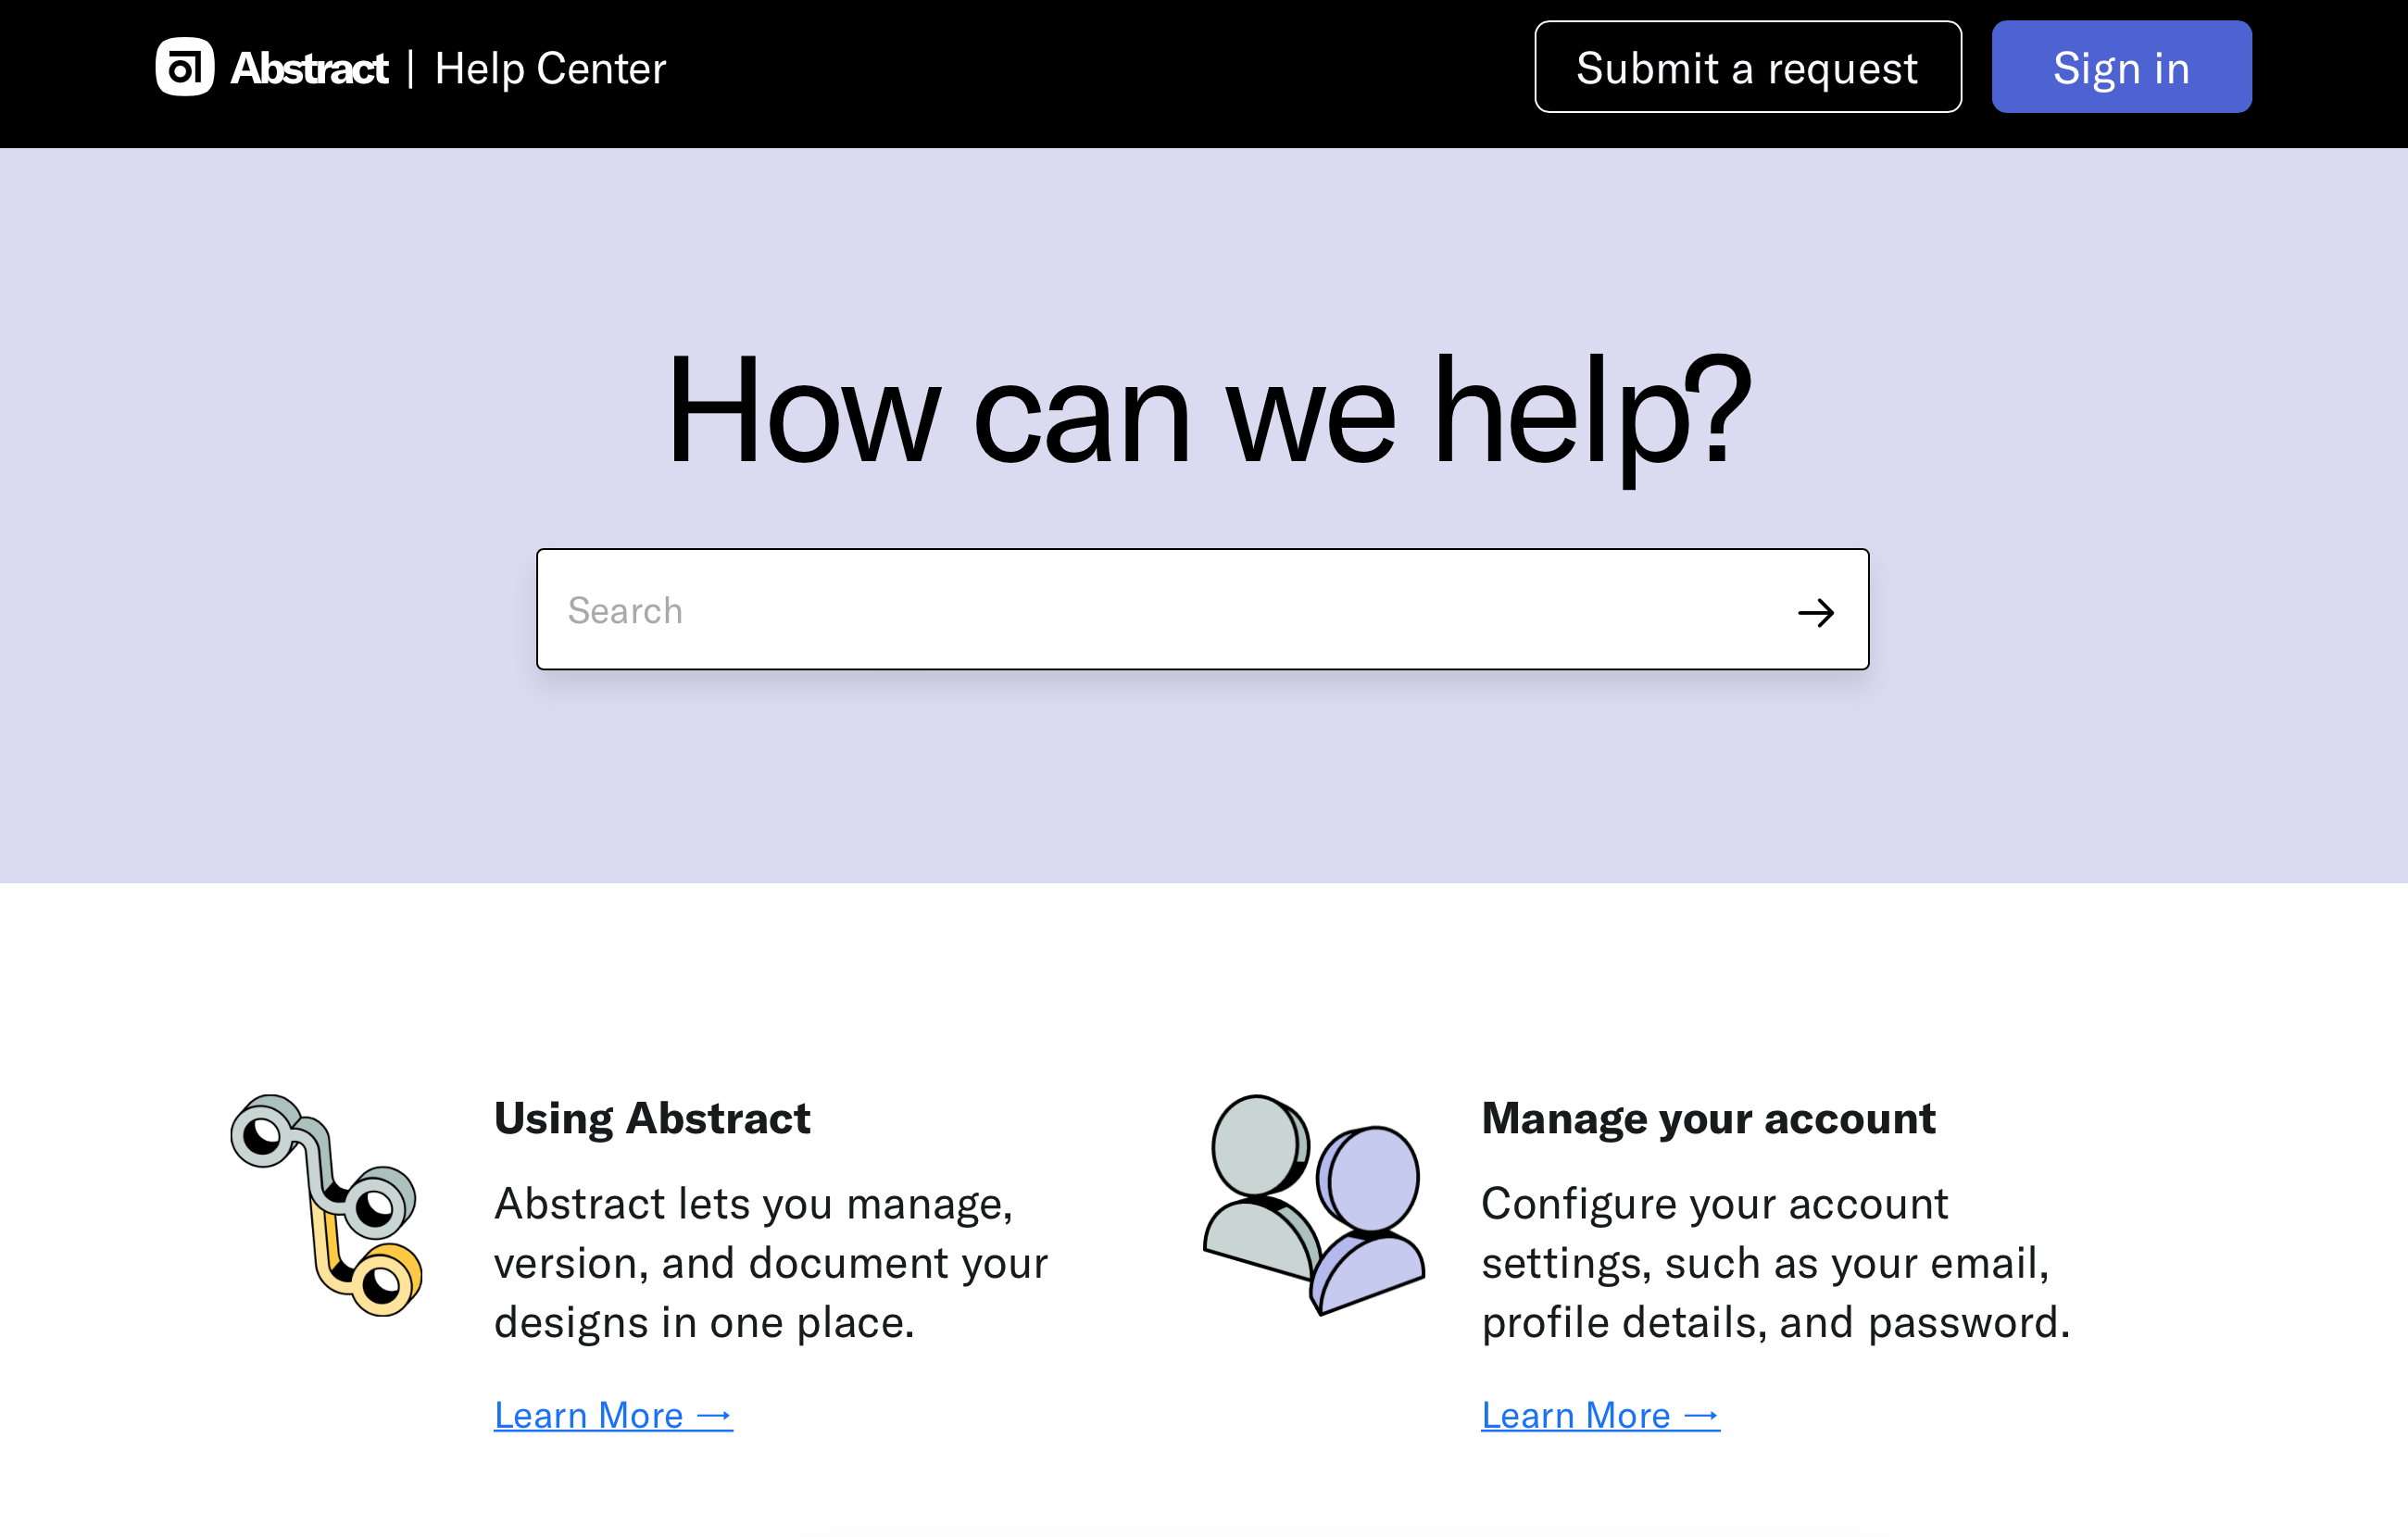 Abstract | Help Center
Submit a request
Sign in
How can we help?
Search
Using Abstract
Abstract lets you manage,
version, and document your
designs in one place.
Learn More →
Manage your account
Configure your account
settings, such as your email,
profile details, and password.
Learn More →